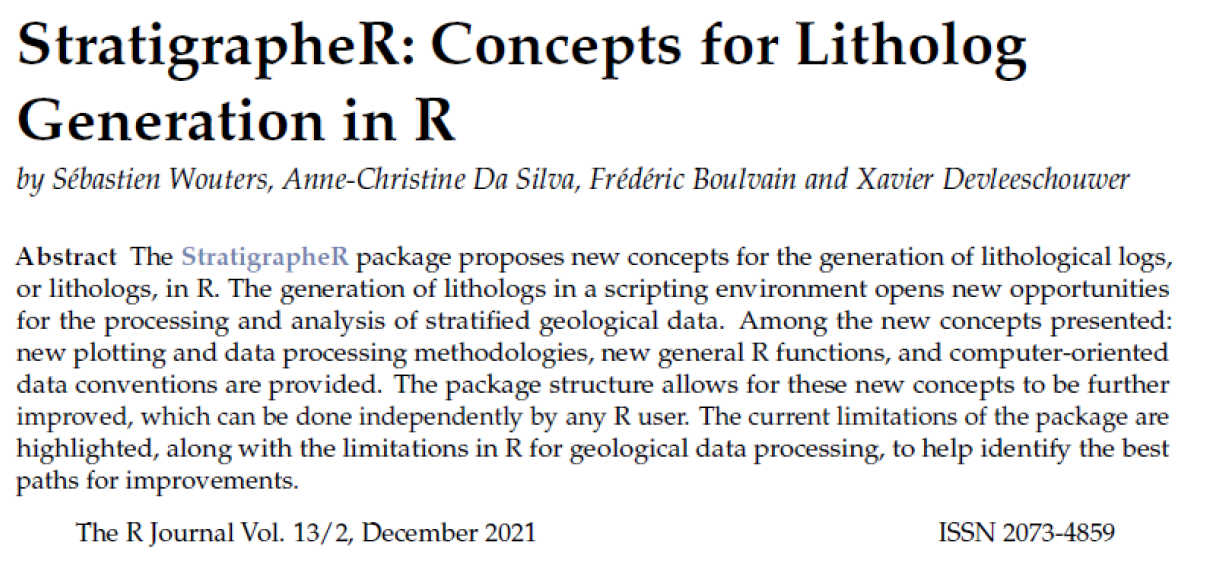 StratigrapheR: Concepts for Litholog
Generation in R
by Sébastien Wouters, Anne-Christine Da Silva, Frédéric Boulvain and Xavier Devleeschouwer
Abstract The StratigrapheR package proposes new concepts for the generation of lithological logs,
or lithologs, in R. The generation of lithologs in a scripting environment opens new opportunities
for the processing and analysis of stratified geological data. Among the new concepts presented:
new plotting and data processing methodologies, new general R functions, and computer-oriented
data conventions are provided. The package structure allows for these new concepts to be further
improved, which can be done independently by any R user. The current limitations of the package are
highlighted, along with the limitations in R for geological data processing, to help identify the best
paths for improvements.
The R Journal Vol. 13/2, December 2021 ISSN 2073-4859